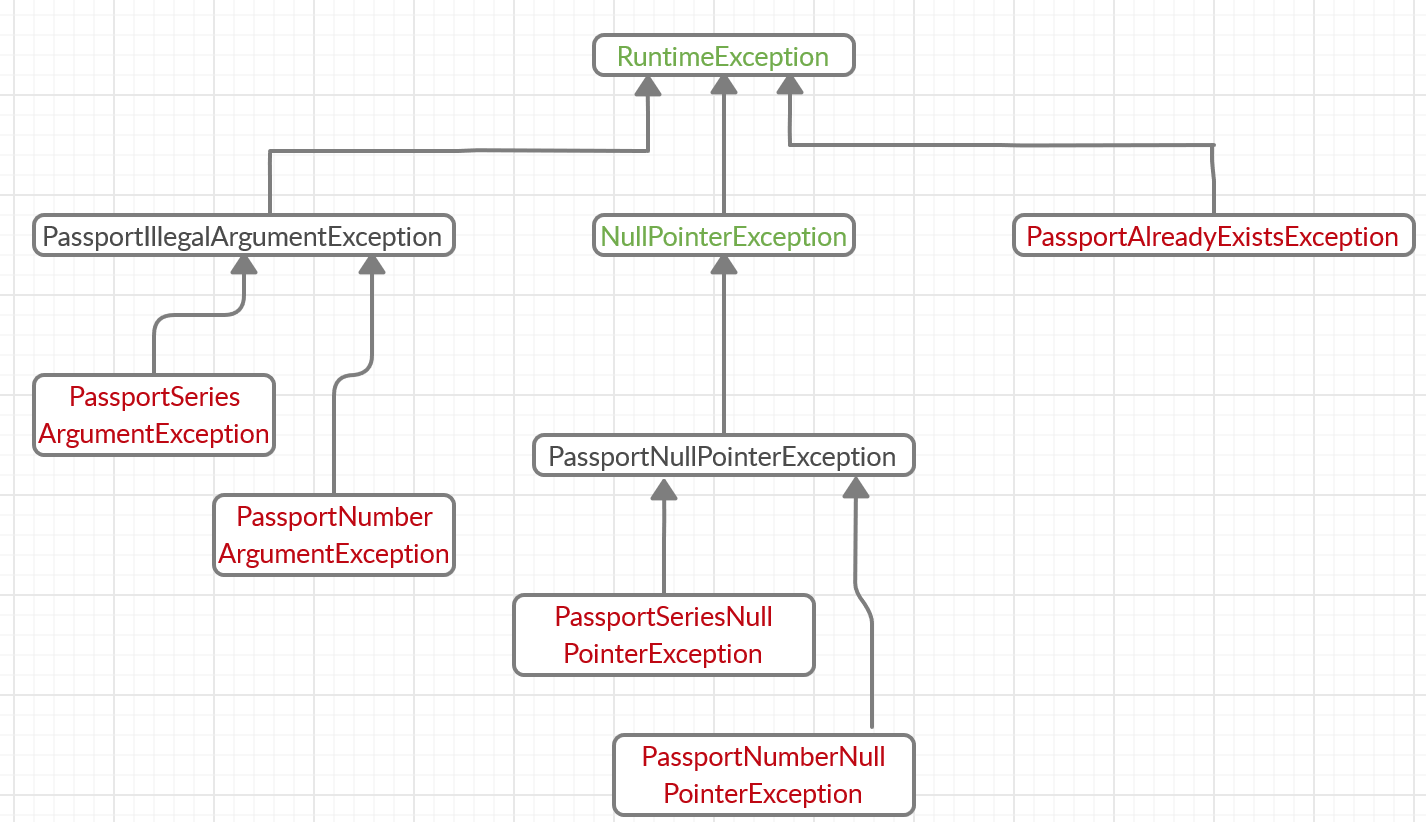 RuntimeException
PassportIllegalArgumentException
NullPointerException
PassportAlreadyExistsException
PassportSeries
ArgumentException
PassportNullPointerException
PassportNumber
ArgumentException
PassportSeriesNull
PointerException
PassportNumberNull
PointerException